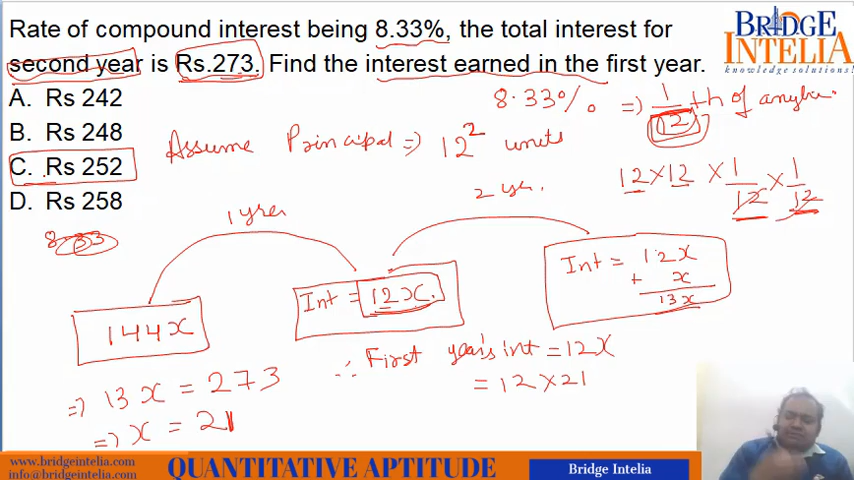 Rate of compound interest being 8.33%, the total interest for
second year is Rs.273. Find the interest earned in the first year.
A. Rs 242
B. Rs 248
C. Rs 252
D. Rs 258
BRIDGE
INTELIA
knowledge solutions
8.33% => 1/12 th of
Assume Principal => 12² units
12 × 12 × 1/12 × 1/12
2 yr.
1 year
8.33
144x
Int = 12x.
Int = 12x
+ x
13x
=> 13x = 273
=> x = 21
∴ First year's int = 12x
= 12 × 21
www.bridgeintelia.com
info@bridgeintelia.com
QUANTITATIVE APTITUDE
Bridge Intelia